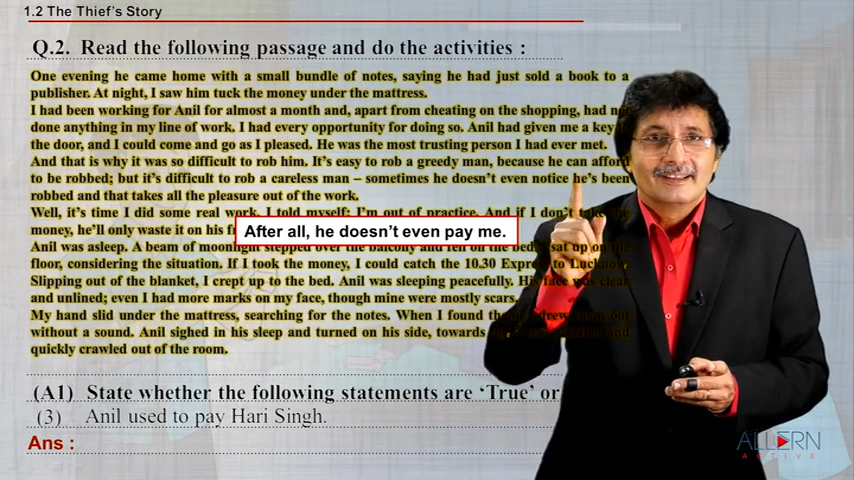 1.2 The Thief's Story
Q.2. Read the following passage and do the activities :
One evening he came home with a small bundle of notes, saying he had just sold a book to a
publisher. At night, I saw him tuck the money under the mattress.
I had been working for Anil for almost a month and, apart from cheating on the shopping, had not
done anything in my line of work. I had every opportunity for doing so. Anil had given me a key
the door, and I could come and go as I pleased. He was the most trusting person I had ever met.
And that is why it was so difficult to rob him. It's easy to rob a greedy man, because he can afford
to be robbed; but it's difficult to rob a careless man – sometimes he doesn't even notice he's been
robbed and that takes all the pleasure out of the work.
Well, it's time I did some real work, I told myself; I'm out of practice. And if I don't take the
money, he'll only waste it on his
After all, he doesn't even pay me.
Anil was asleep. A beam of moonlight stepped over the balcony and fell on the bed. sat up on
floor, considering the situation. If I took the money, I could catch the 10.30 Express to Lucknow.
Slipping out of the blanket, I crept up to the bed. Anil was sleeping peacefully. His face was clear
and unlined; even I had more marks on my face, though mine were mostly scars.
My hand slid under the mattress, searching for the notes. When I found drew them out
without a sound. Anil sighed in his sleep and turned on his side, towards and
quickly crawled out of the room.
(A1) State whether the following statements are 'True' or
(3) Anil used to pay Hari Singh.
Ans :
ALLERN
ACTIVE